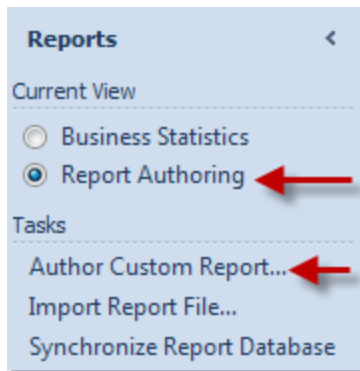 Reports
Current View
Business Statistics
Report Authoring
Tasks
Author Custom Report...
Import Report File...
Synchronize Report Database